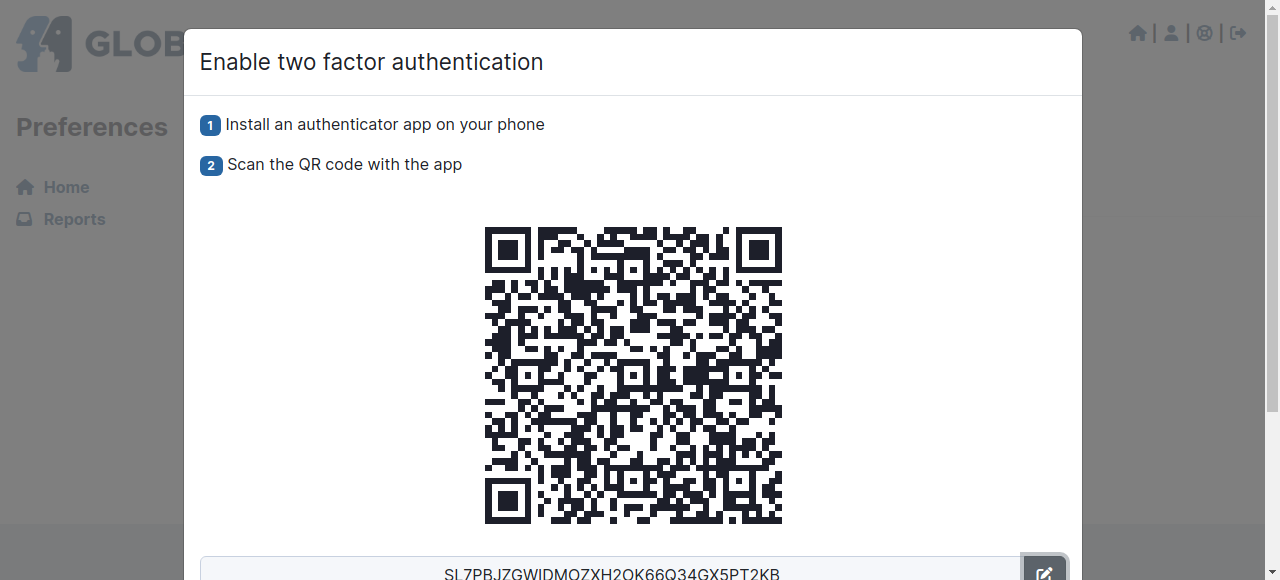 GLOB
Enable two factor authentication
1 Install an authenticator app on your phone
2 Scan the QR code with the app
Preferences
Home
Reports
SL7PBJZGWIDMOZXH2OK66Q34GX5PT2KB